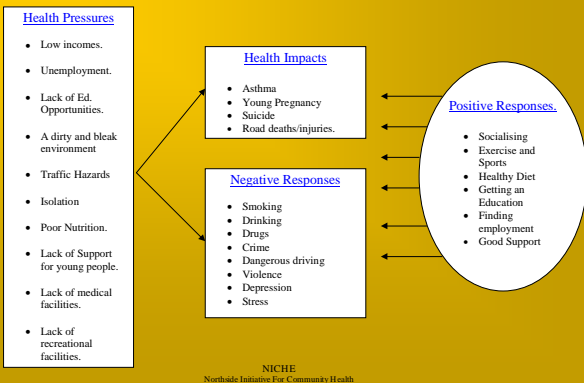 Health Pressures
• Low incomes.
• Unemployment.
• Lack of Ed.
Opportunities.
• A dirty and bleak
environment
• Traffic Hazards
• Isolation
• Poor Nutrition.
• Lack of Support
for young people.
• Lack of medical
facilities.
• Lack of
recreational
facilities.
Health Impacts
• Asthma
• Young Pregnancy
• Suicide
• Road deaths/injuries.
Negative Responses
• Smoking
• Drinking
• Drugs
• Crime
• Dangerous driving
• Violence
• Depression
• Stress
Positive Responses.
• Socialising
• Exercise and
Sports
• Healthy Diet
• Getting an
Education
• Finding
employment
• Good Support
NICHE
Northside Initiative For Community Health